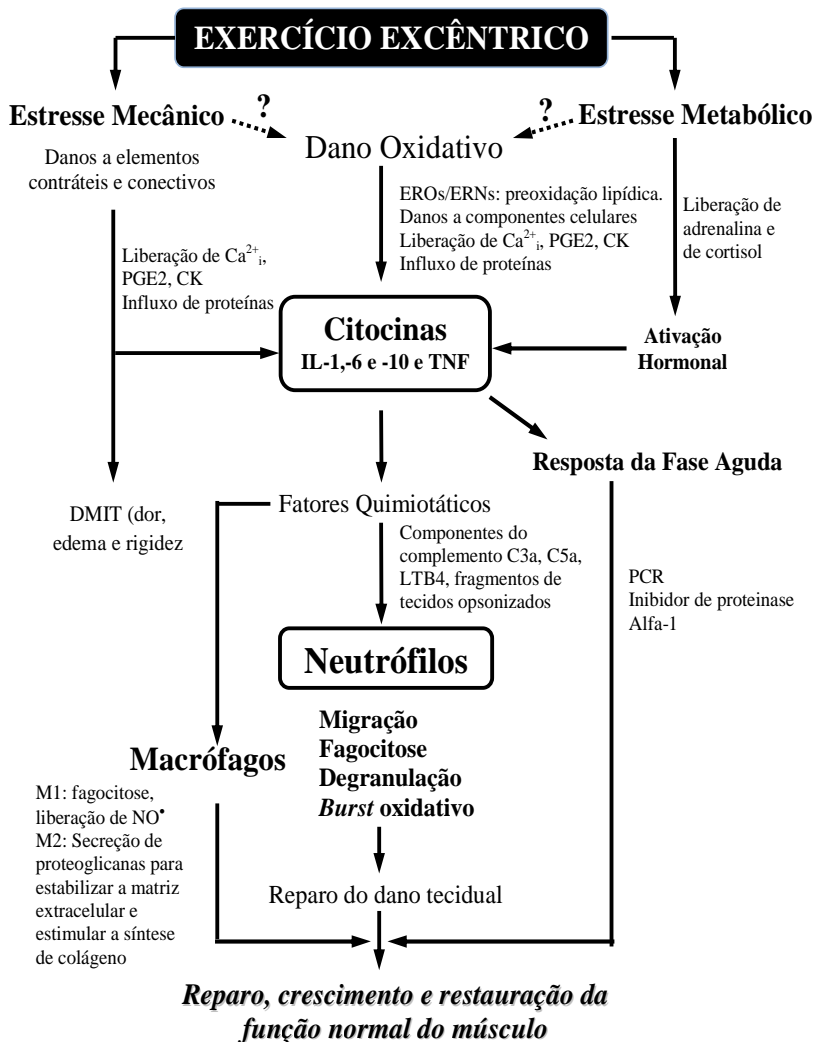 EXERCÍCIO EXCÊNTRICO
Estresse Mecânico
?
?
Estresse Metabólico
Danos a elementos
contráteis e conectivos
Dano Oxidativo
EROs/ERNs: preoxidação lipídica.
Danos a componentes celulares
Liberação de Ca²⁺ᵢ, PGE2, CK
Influxo de proteínas
Liberação de
adrenalina e
de cortisol
Liberação de Ca²⁺ᵢ,
PGE2, CK
Influxo de proteínas
Citocinas
IL-1,-6 e -10 e TNF
Ativação
Hormonal
Resposta da Fase Aguda
DMIT (dor,
edema e rigidez
Fatores Quimiotáticos
Componentes do
complemento C3a, C5a,
LTB4, fragmentos de
tecidos opsonizados
PCR
Inibidor de proteinase
Alfa-1
Neutrófilos
Migração
Fagocitose
Degranulação
Burst oxidativo
Macrófagos
M1: fagocitose,
liberação de NO•
M2: Secreção de
proteoglicanas para
estabilizar a matriz
extracelular e
estimular a síntese
de colágeno
Reparo do dano tecidual
Reparo, crescimento e restauração da
função normal do músculo